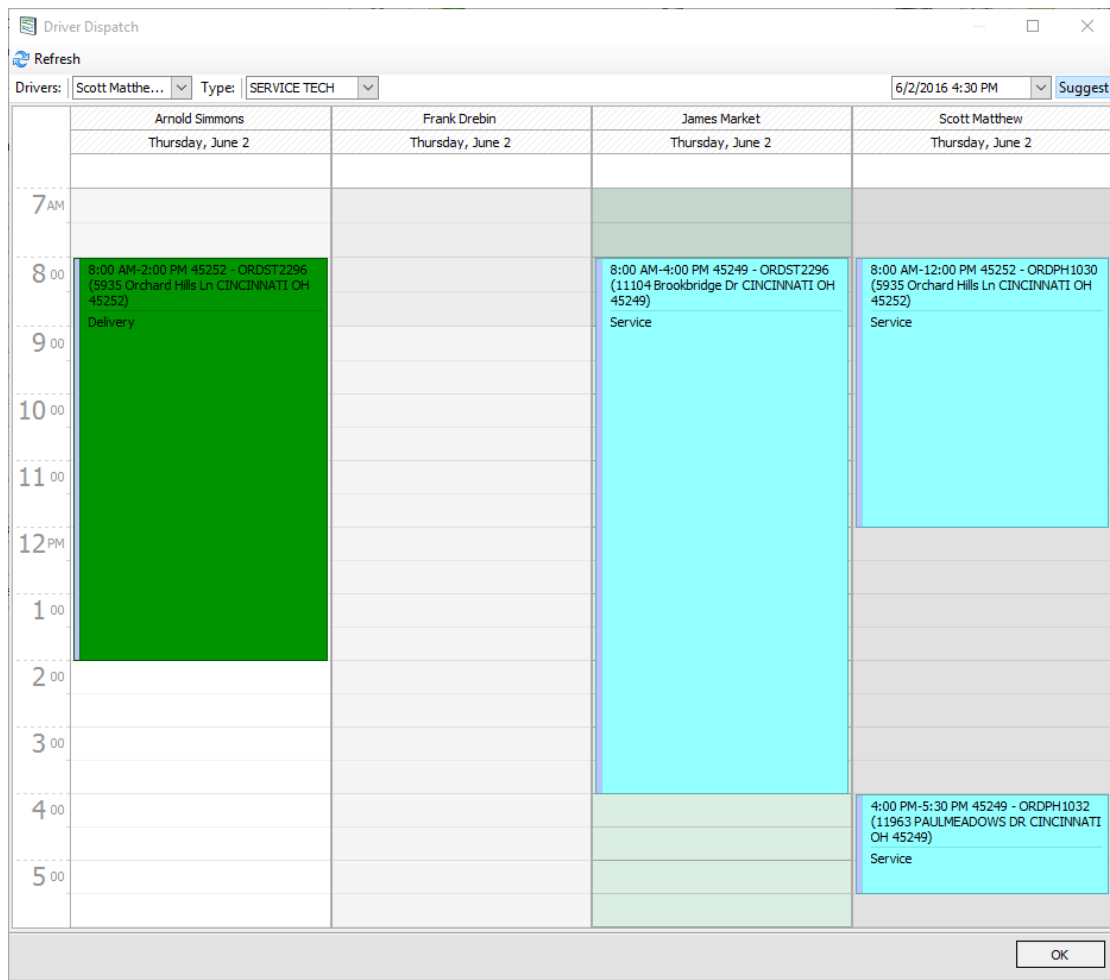 Driver Dispatch
Refresh
Drivers: Scott Matthe... Type: SERVICE TECH 6/2/2016 4:30 PM Suggest
Arnold Simmons Frank Drebin James Market Scott Matthew
Thursday, June 2 Thursday, June 2 Thursday, June 2 Thursday, June 2
7 AM
8 00
9 00
10 00
11 00
12 PM
1 00
2 00
3 00
4 00
5 00
8:00 AM-2:00 PM 45252 - ORDST2296
(5935 Orchard Hills Ln CINCINNATI OH
45252)
Delivery
8:00 AM-4:00 PM 45249 - ORDST2296
(11104 Brookbridge Dr CINCINNATI OH
45249)
Service
8:00 AM-12:00 PM 45252 - ORDPH1030
(5935 Orchard Hills Ln CINCINNATI OH
45252)
Service
4:00 PM-5:30 PM 45249 - ORDPH1032
(11963 PAULMEADOWS DR CINCINNATI
OH 45249)
Service
OK